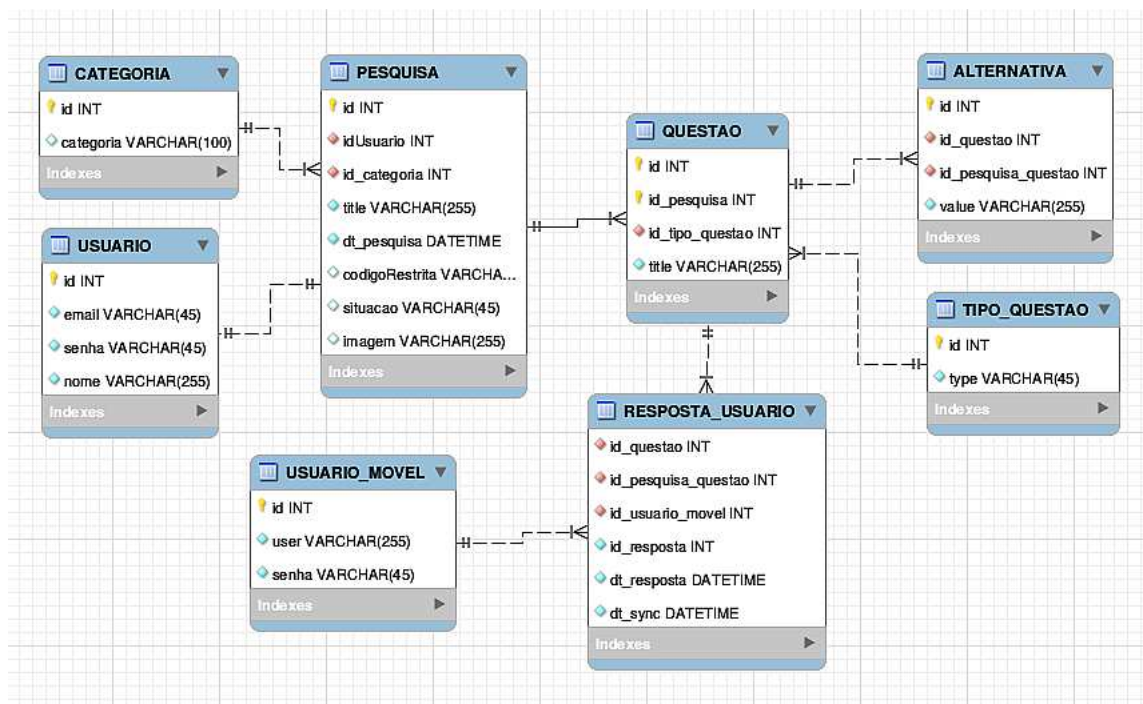 CATEGORIA
id INT
categoria VARCHAR(100)
Indexes
PESQUISA
id INT
idUsuario INT
id_categoria INT
title VARCHAR(255)
dt_pesquisa DATETIME
codigoRestrita VARCHA...
situacao VARCHAR(45)
imagem VARCHAR(255)
Indexes
USUARIO
id INT
email VARCHAR(45)
senha VARCHAR(45)
nome VARCHAR(255)
Indexes
QUESTAO
id INT
id_pesquisa INT
id_tipo_questao INT
title VARCHAR(255)
Indexes
ALTERNATIVA
id INT
id_questao INT
id_pesquisa_questao INT
value VARCHAR(255)
Indexes
TIPO_QUESTAO
id INT
type VARCHAR(45)
Indexes
USUARIO_MOVEL
id INT
user VARCHAR(255)
senha VARCHAR(45)
Indexes
RESPOSTA_USUARIO
id_questao INT
id_pesquisa_questao INT
id_usuario_movel INT
id_resposta INT
dt_resposta DATETIME
dt_sync DATETIME
Indexes